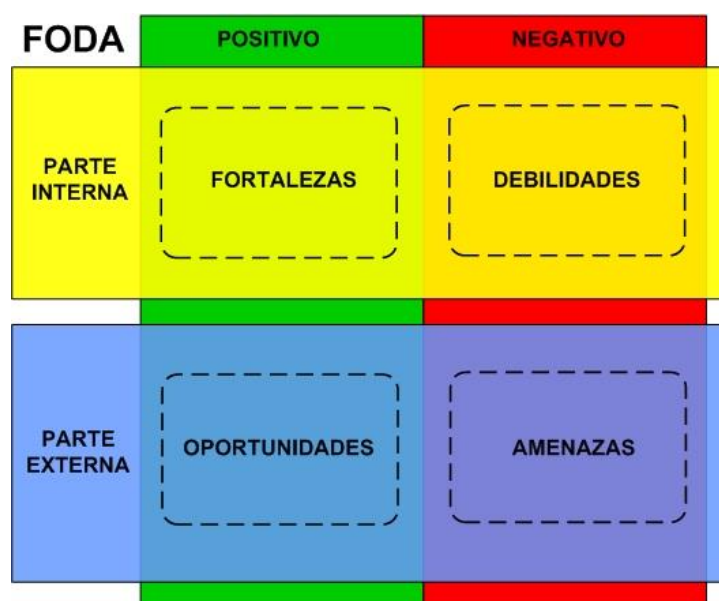 FODA
POSITIVO
NEGATIVO
PARTE
INTERNA
FORTALEZAS
DEBILIDADES
PARTE
EXTERNA
OPORTUNIDADES
AMENAZAS